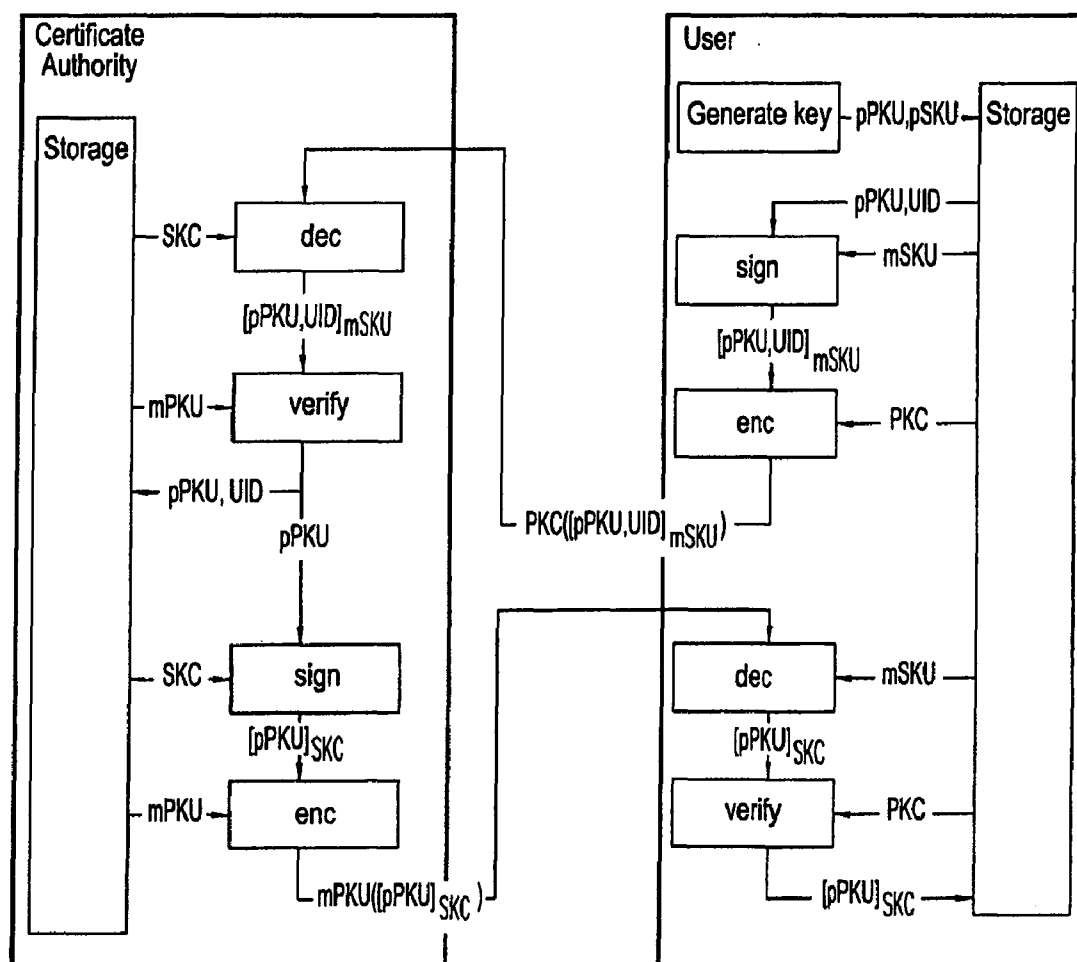 Certificate
Authority
Storage
SKC
dec
[pPKU,UID]mSKU
mPKU
verify
pPKU, UID
pPKU
SKC
sign
[pPKU]SKC
mPKU
enc
mPKU([pPKU]SKC)
PKC([pPKU,UID]mSKU)
User
Generate key
pPKU,pSKU
Storage
pPKU,UID
mSKU
sign
[pPKU,UID]mSKU
enc
PKC
dec
mSKU
[pPKU]SKC
verify
PKC
[pPKU]SKC